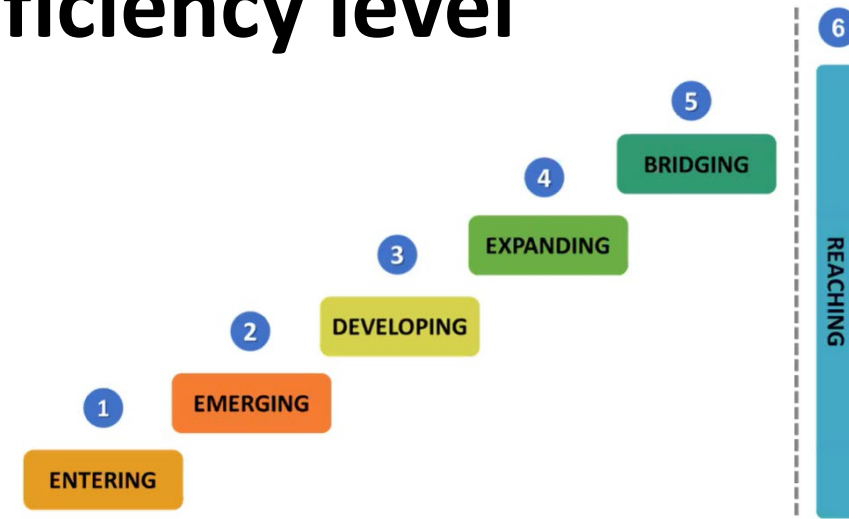 ficiency level
6
5
BRIDGING
4
EXPANDING
REACHING
3
DEVELOPING
2
EMERGING
1
ENTERING